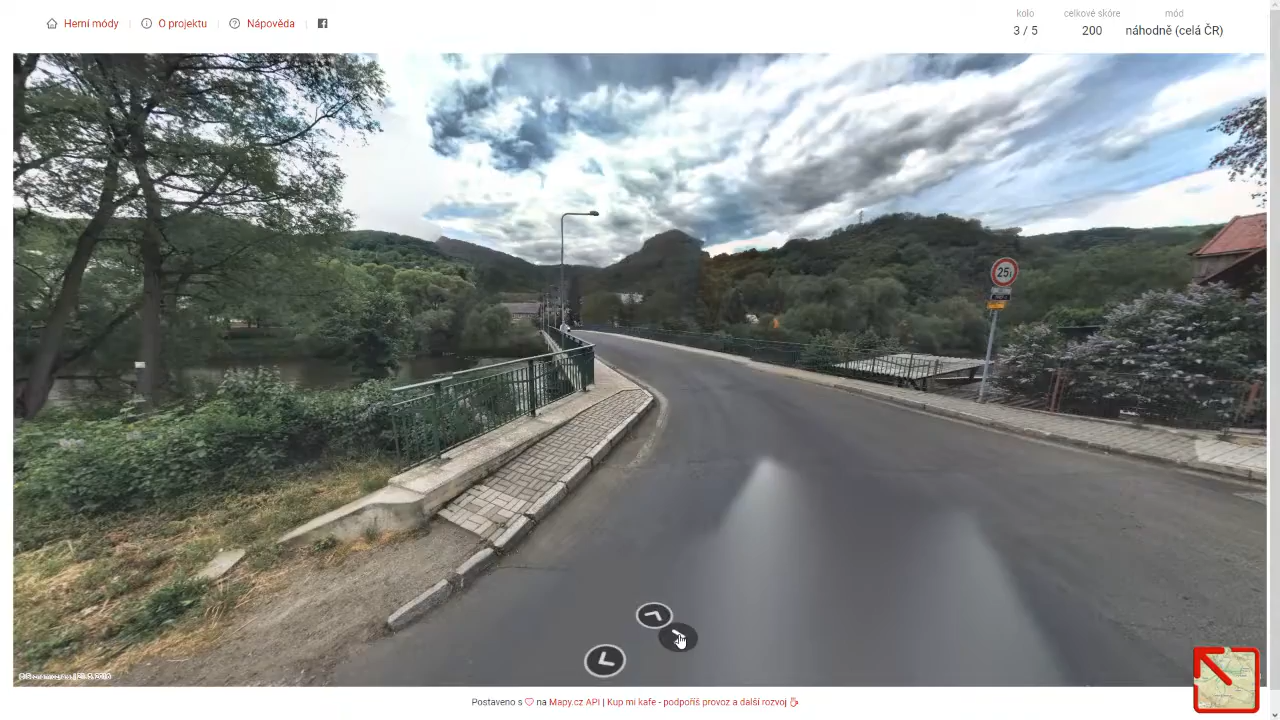 Herní módy
O projektu
Nápověda
kolo
3 / 5
celkové skóre
200
mód
náhodně (celá ČR)
25t
Postaveno s ♡ na Mapy.cz API | Kup mi kafe - podpoříš provoz a další rozvoj